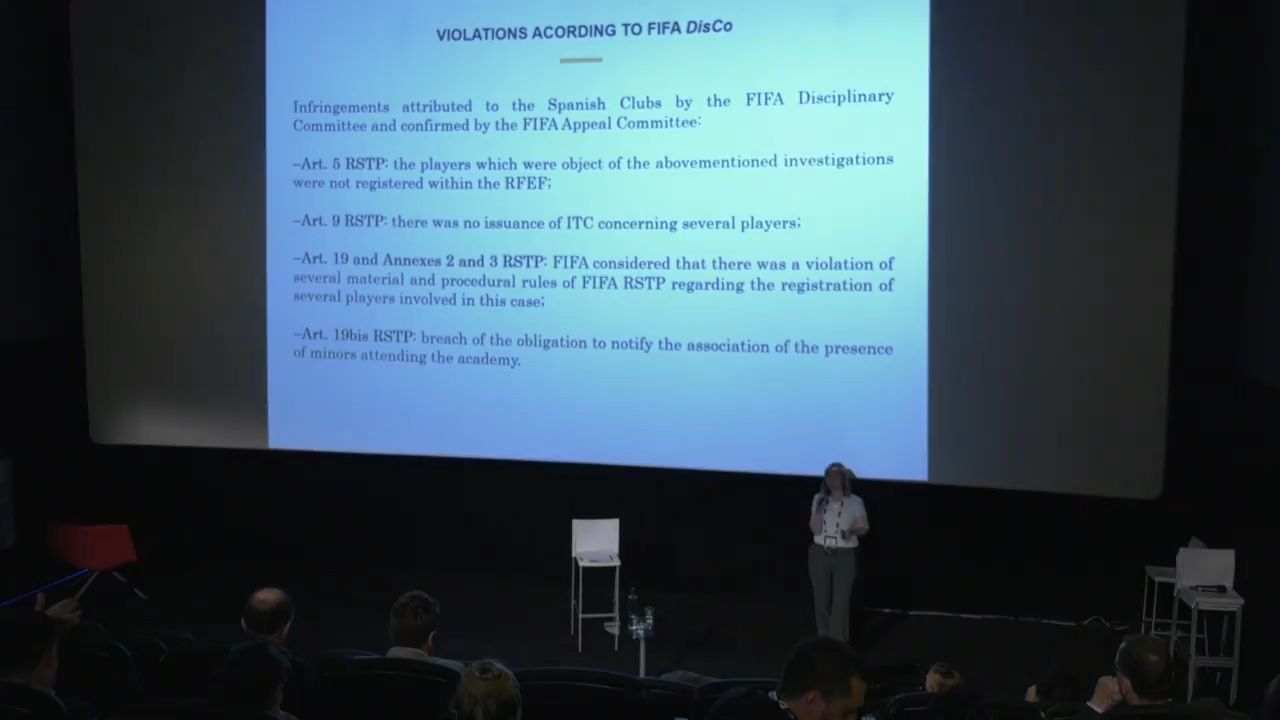 VIOLATIONS ACORDING TO FIFA DisCo
Infringements attributed to the Spanish Clubs by the FIFA Disciplinary
Committee and confirmed by the FIFA Appeal Committee:
–Art. 5 RSTP: the players which were object of the abovementioned investigations
were not registered within the RFEF;
–Art. 9 RSTP: there was no issuance of ITC concerning several players;
–Art. 19 and Annexes 2 and 3 RSTP: FIFA considered that there was a violation of
several material and procedural rules of FIFA RSTP regarding the registration of
several players involved in this case;
–Art. 19bis RSTP: breach of the obligation to notify the association of the presence
of minors attending the academy.